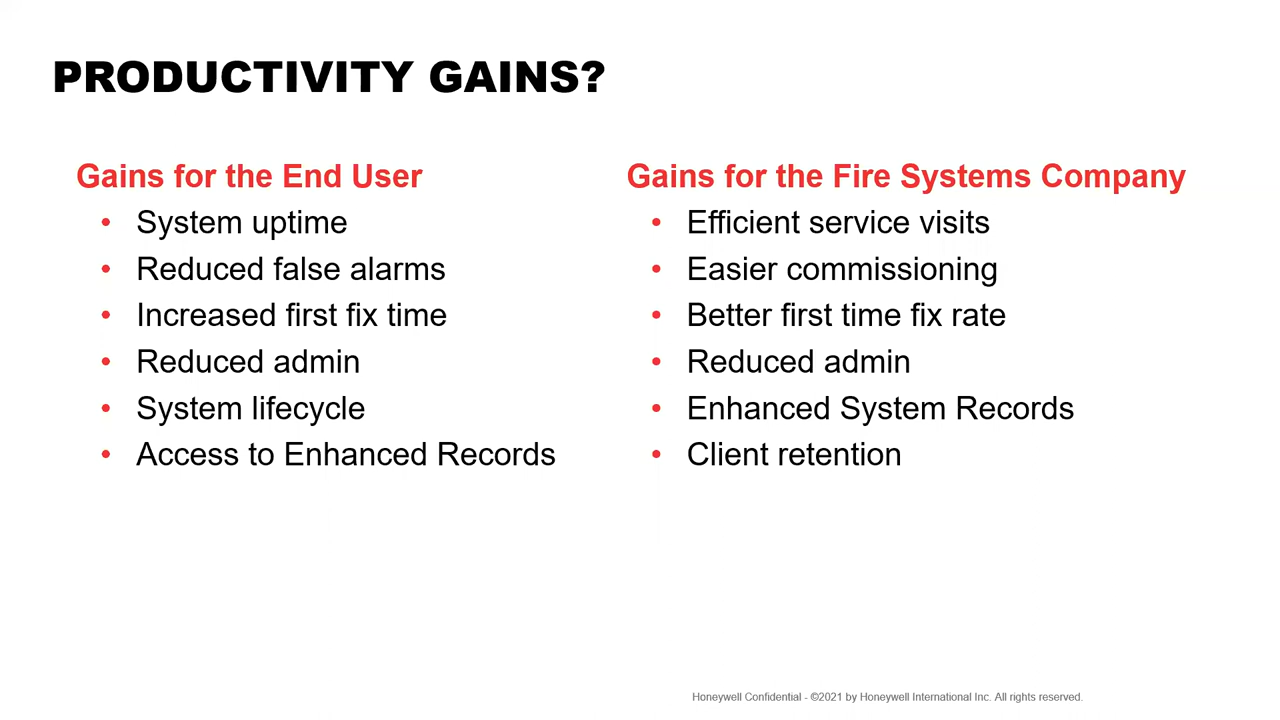 PRODUCTIVITY GAINS?
Gains for the End User
• System uptime
• Reduced false alarms
• Increased first fix time
• Reduced admin
• System lifecycle
• Access to Enhanced Records
Gains for the Fire Systems Company
• Efficient service visits
• Easier commissioning
• Better first time fix rate
• Reduced admin
• Enhanced System Records
• Client retention
Honeywell Confidential - ©2021 by Honeywell International Inc. All rights reserved.